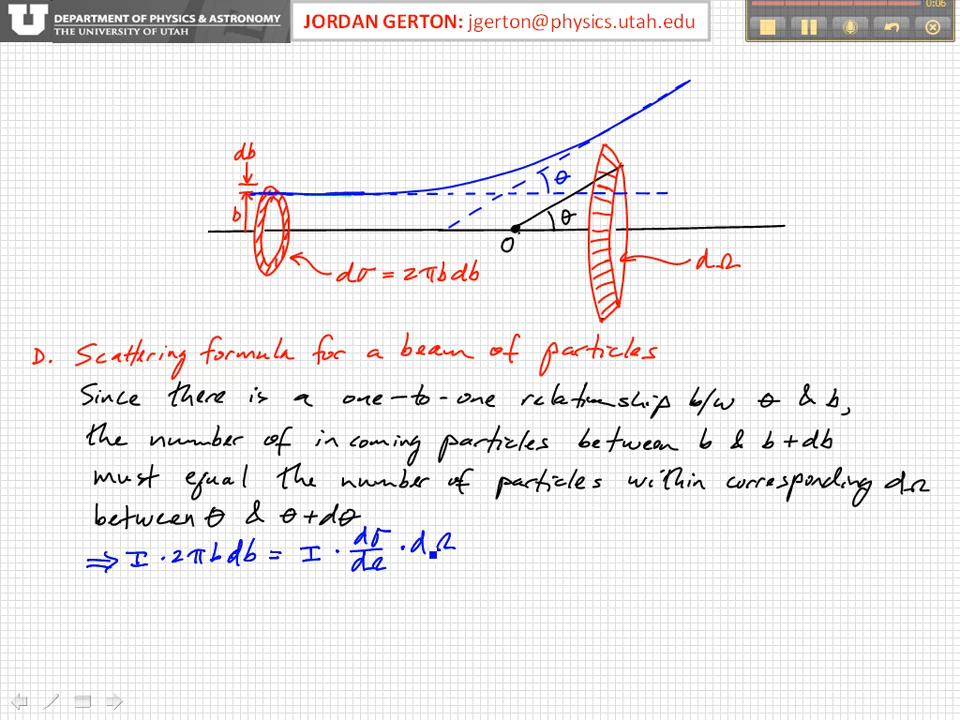 U DEPARTMENT OF PHYSICS & ASTRONOMY
THE UNIVERSITY OF UTAH
JORDAN GERTON: jgerton@physics.utah.edu
0:06
db
b
θ
θ
O
dσ = 2πb db
dΩ
D. Scattering formula for a beam of particles
Since there is a one-to-one relationship b/w θ & b,
the number of incoming particles between b & b+db
must equal the number of particles within corresponding dΩ
between θ & θ+dθ
⇒ I · 2πb db = I · dσ/dΩ · dΩ